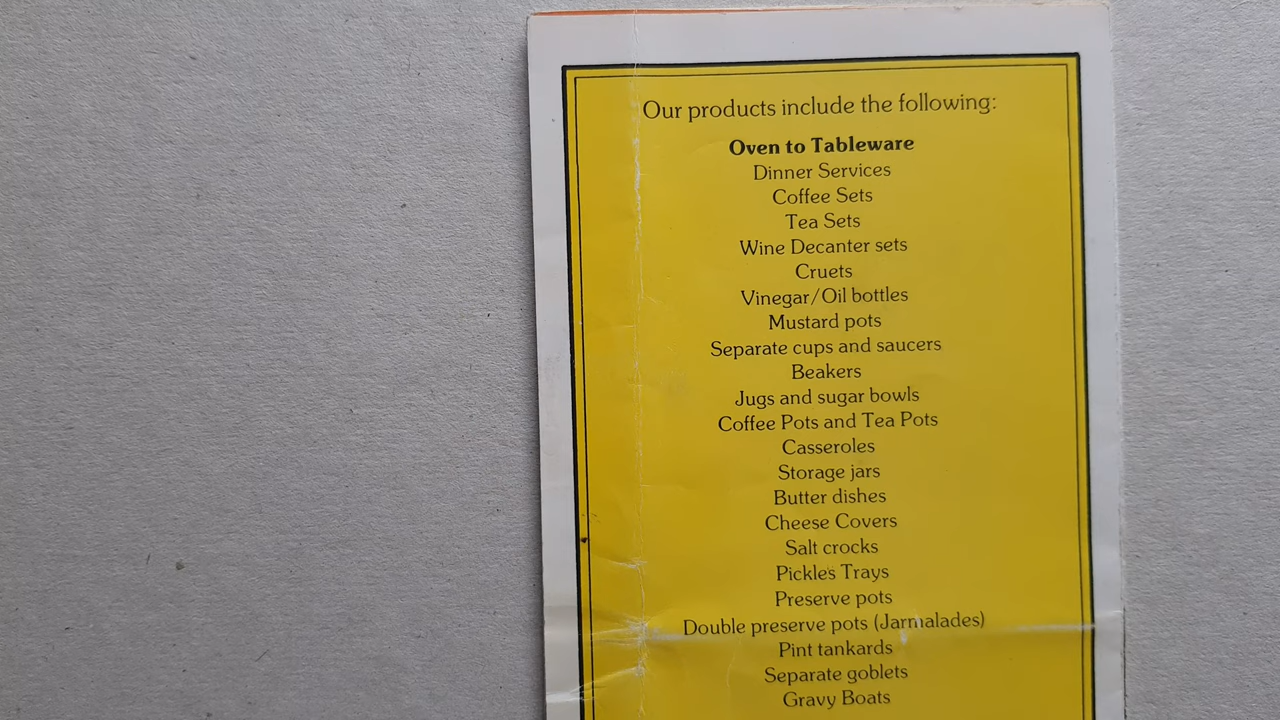 Our products include the following:
Oven to Tableware
Dinner Services
Coffee Sets
Tea Sets
Wine Decanter sets
Cruets
Vinegar/Oil bottles
Mustard pots
Separate cups and saucers
Beakers
Jugs and sugar bowls
Coffee Pots and Tea Pots
Casseroles
Storage jars
Butter dishes
Cheese Covers
Salt crocks
Pickles Trays
Preserve pots
Double preserve pots (Jarmalades)
Pint tankards
Separate goblets
Gravy Boats